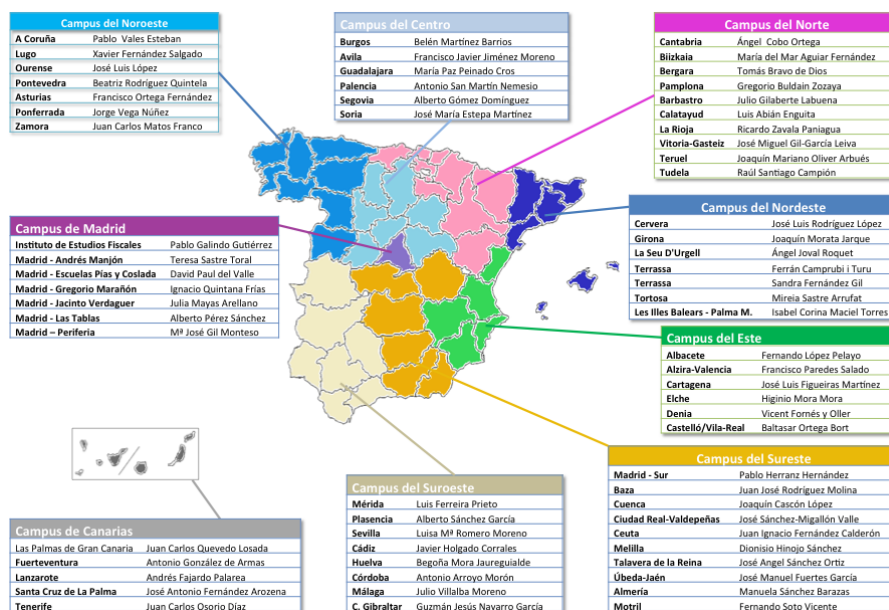 Campus del Noroeste
A Coruña Pablo Vales Esteban
Lugo Xavier Fernández Salgado
Ourense José Luis López
Pontevedra Beatriz Rodríguez Quintela
Asturias Francisco Ortega Fernández
Ponferrada Jorge Vega Núñez
Zamora Juan Carlos Matos Franco
Campus del Centro
Burgos Belén Martínez Barrios
Avila Francisco Javier Jiménez Moreno
Guadalajara María Paz Peinado Cros
Palencia Antonio San Martín Nemesio
Segovia Alberto Gómez Domínguez
Soria José María Estepa Martínez
Campus del Norte
Cantabria Ángel Cobo Ortega
Biizkaia María del Mar Aguiar Fernández
Bergara Tomás Bravo de Dios
Pamplona Gregorio Buldain Zozaya
Barbastro Julio Gilaberte Labuena
Calatayud Luis Abián Enguita
La Rioja Ricardo Zavala Paniagua
Vitoria-Gasteiz José Miguel Gil-García Leiva
Teruel Joaquín Mariano Oliver Arbués
Tudela Raúl Santiago Campión
Campus de Madrid
Instituto de Estudios Fiscales Pablo Galindo Gutiérrez
Madrid - Andrés Manjón Teresa Sastre Toral
Madrid - Escuelas Pías y Coslada David Paul del Valle
Madrid - Gregorio Marañón Ignacio Quintana Frías
Madrid - Jacinto Verdaguer Julia Mayas Arellano
Madrid - Las Tablas Alberto Pérez Sánchez
Madrid – Periferia Mª José Gil Monteso
Campus del Nordeste
Cervera José Luis Rodríguez López
Girona Joaquín Morata Jarque
La Seu D'Urgell Ángel Joval Roquet
Terrassa Ferrán Camprubi i Turu
Terrassa Sandra Fernández Gil
Tortosa Mireia Sastre Arrufat
Les Illes Balears - Palma M. Isabel Corina Maciel Torres
Campus del Este
Albacete Fernando López Pelayo
Alzira-Valencia Francisco Paredes Salado
Cartagena José Luis Figueiras Martínez
Elche Higinio Mora Mora
Denia Vicent Fornés y Oller
Castelló/Vila-Real Baltasar Ortega Bort
Campus de Canarias
Las Palmas de Gran Canaria Juan Carlos Quevedo Losada
Fuerteventura Antonio González de Armas
Lanzarote Andrés Fajardo Palarea
Santa Cruz de La Palma José Antonio Fernández Arozena
Tenerife Juan Carlos Osorio Díaz
Campus del Suroeste
Mérida Luis Ferreira Prieto
Plasencia Alberto Sánchez García
Sevilla Luisa Mª Romero Moreno
Cádiz Javier Holgado Corrales
Huelva Begoña Mora Jaureguialde
Córdoba Antonio Arroyo Morón
Málaga Julio Villalba Moreno
C. Gibraltar Guzmán Jesús Navarro García
Campus del Sureste
Madrid - Sur Pablo Herranz Hernández
Baza Juan José Rodríguez Molina
Cuenca Joaquín Cascón López
Ciudad Real-Valdepeñas José Sánchez-Migallón Valle
Ceuta Juan Ignacio Fernández Calderón
Melilla Dionisio Hinojo Sánchez
Talavera de la Reina José Angel Sánchez Ortiz
Úbeda-Jaén José Manuel Fuertes García
Almería Manuela Sánchez Barazas
Motril Fernando Soto Vicente